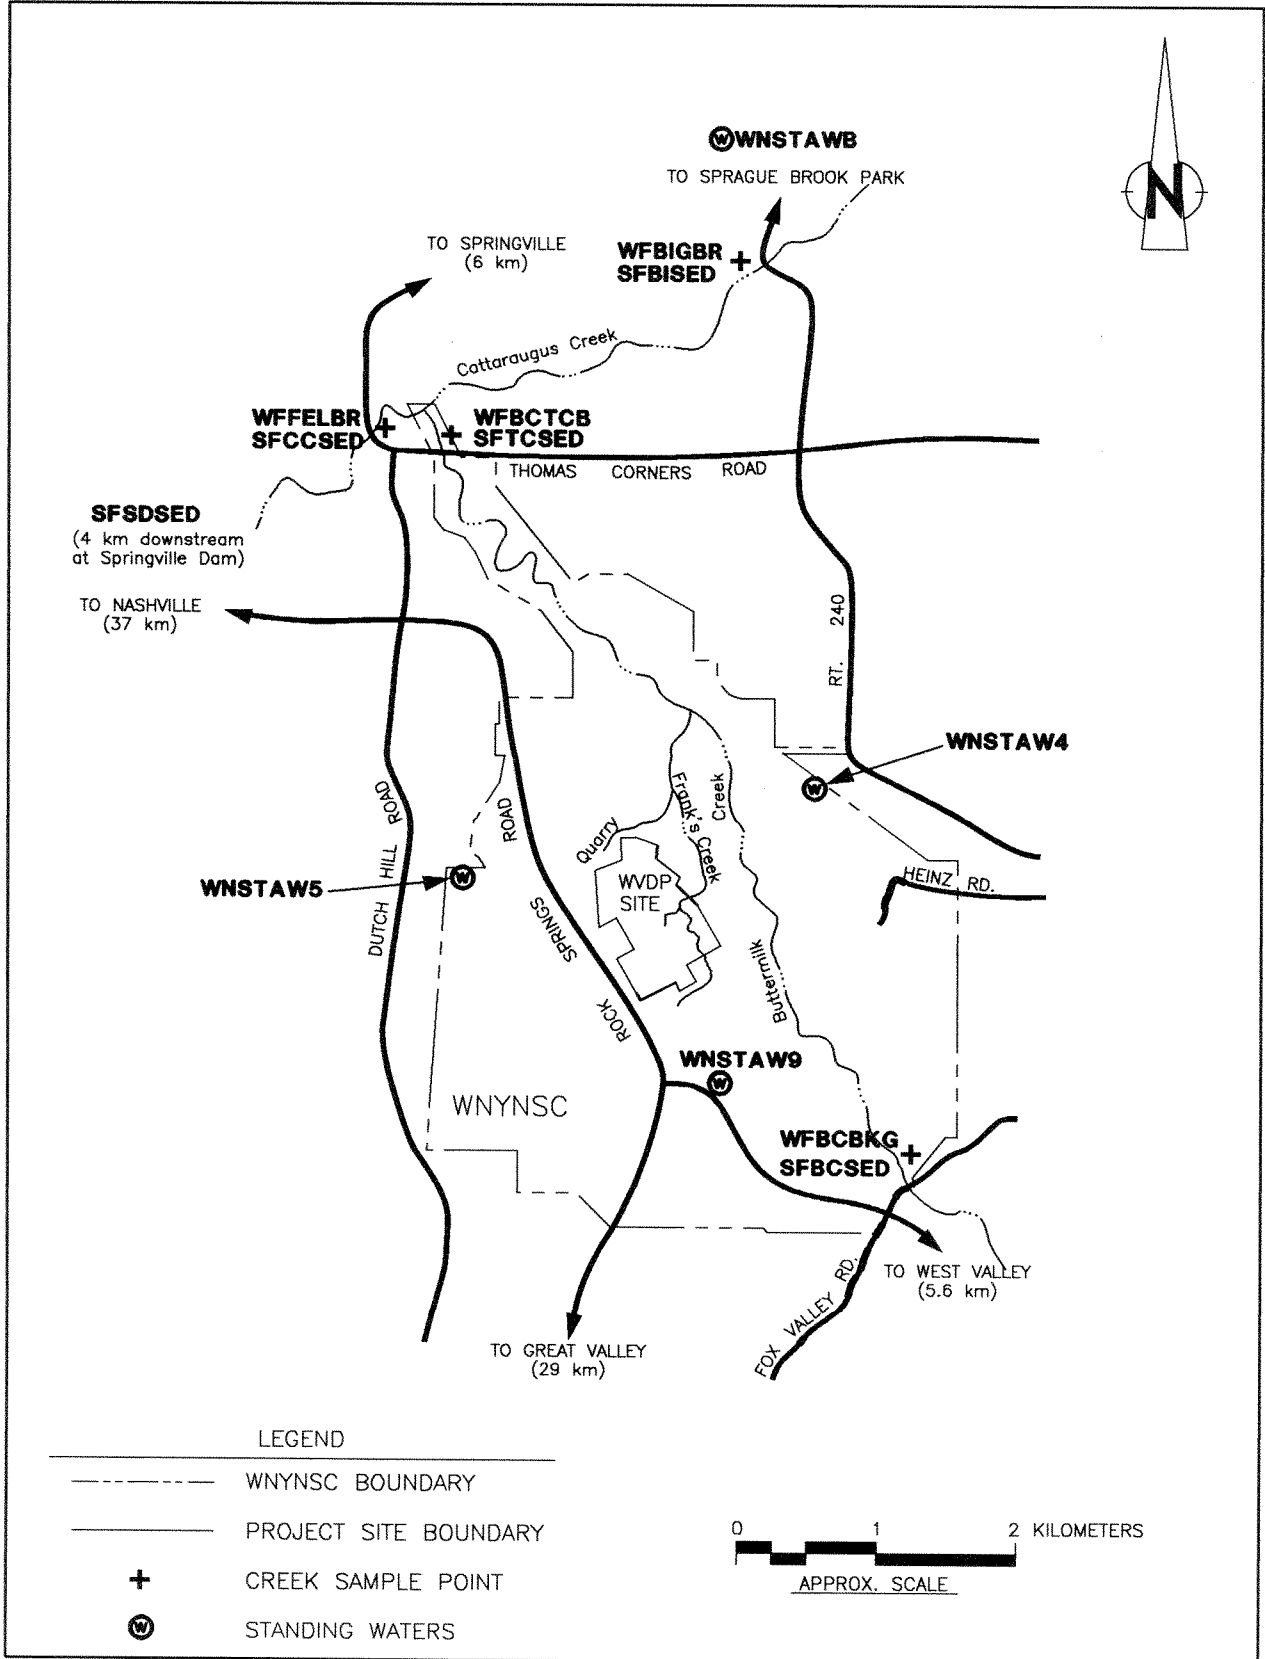 WNSTAWB
TO SPRAGUE BROOK PARK
N
TO SPRINGVILLE
(6 km)
WFBIGBR
SFBISED
Cattaraugus Creek
WFFELBR
SFCCSED
WFBCTCB
SFTCSED
THOMAS CORNERS ROAD
SFSDSED
(4 km downstream
at Springville Dam)
TO NASHVILLE
(37 km)
RT. 240
WNSTAW4
DUTCH HILL ROAD
ROCK SPRINGS ROAD
Quarry
Frank's Creek
Buttermilk Creek
WVDP
SITE
HEINZ RD.
WNSTAW5
WNSTAW9
WNYNSC
WFBCBKG
SFBCSED
TO WEST VALLEY
(5.6 km)
FOX VALLEY RD.
TO GREAT VALLEY
(29 km)
LEGEND
WNYNSC BOUNDARY
PROJECT SITE BOUNDARY
CREEK SAMPLE POINT
W STANDING WATERS
0 1 2 KILOMETERS
APPROX. SCALE